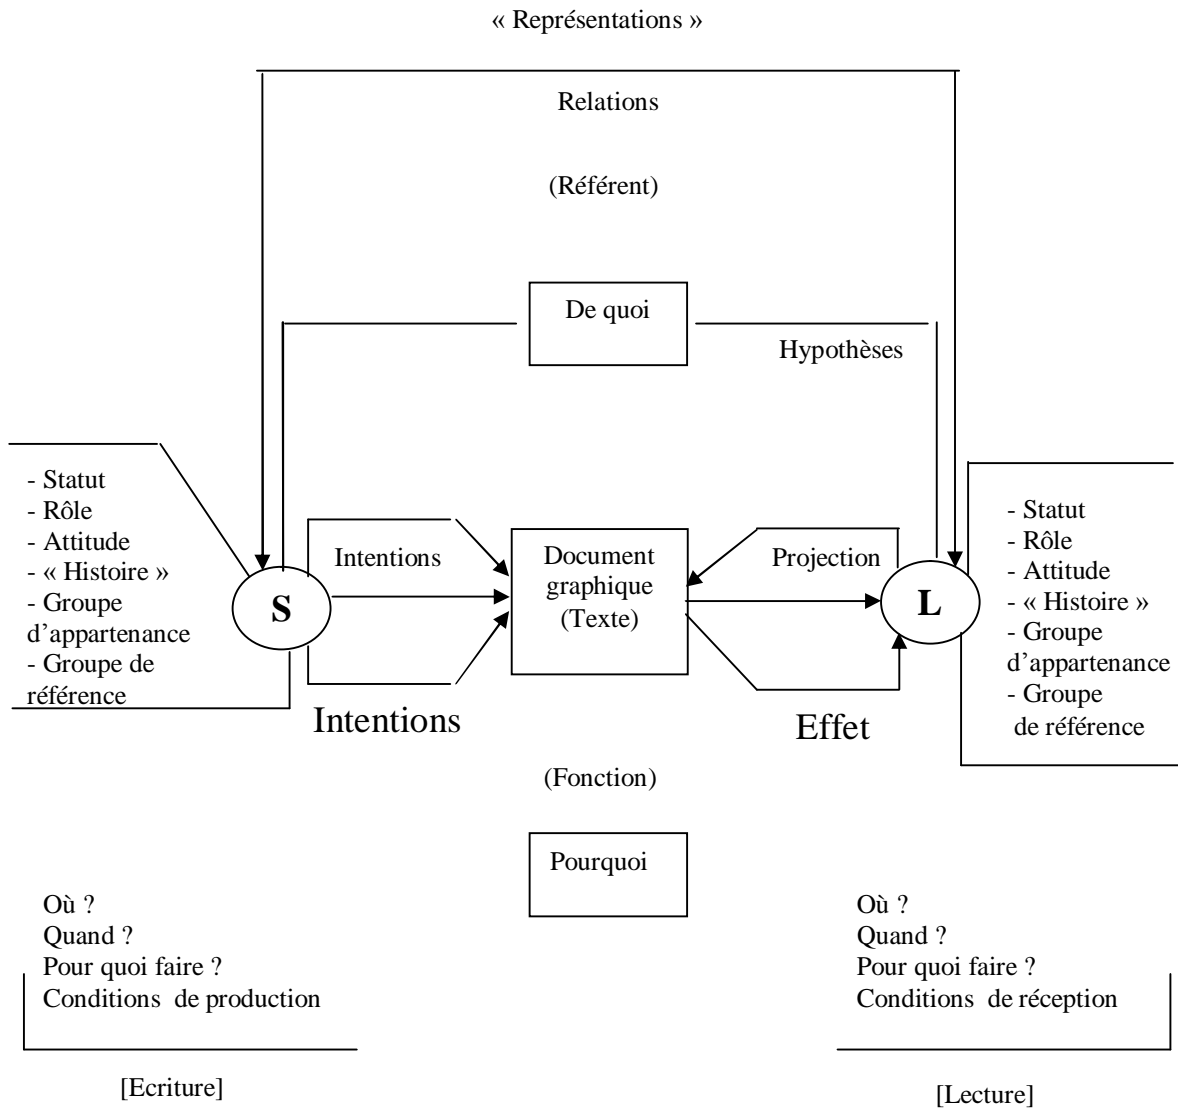 « Représentations »
Relations
(Référent)
De quoi
Hypothèses
- Statut
- Rôle
- Attitude
- « Histoire »
- Groupe
d’appartenance
- Groupe de
référence
S
Intentions
Intentions
Document
graphique
(Texte)
Projection
Effet
L
- Statut
- Rôle
- Attitude
- « Histoire »
- Groupe
d’appartenance
- Groupe
de référence
(Fonction)
Pourquoi
Où ?
Quand ?
Pour quoi faire ?
Conditions de production
[Ecriture]
Où ?
Quand ?
Pour quoi faire ?
Conditions de réception
[Lecture]